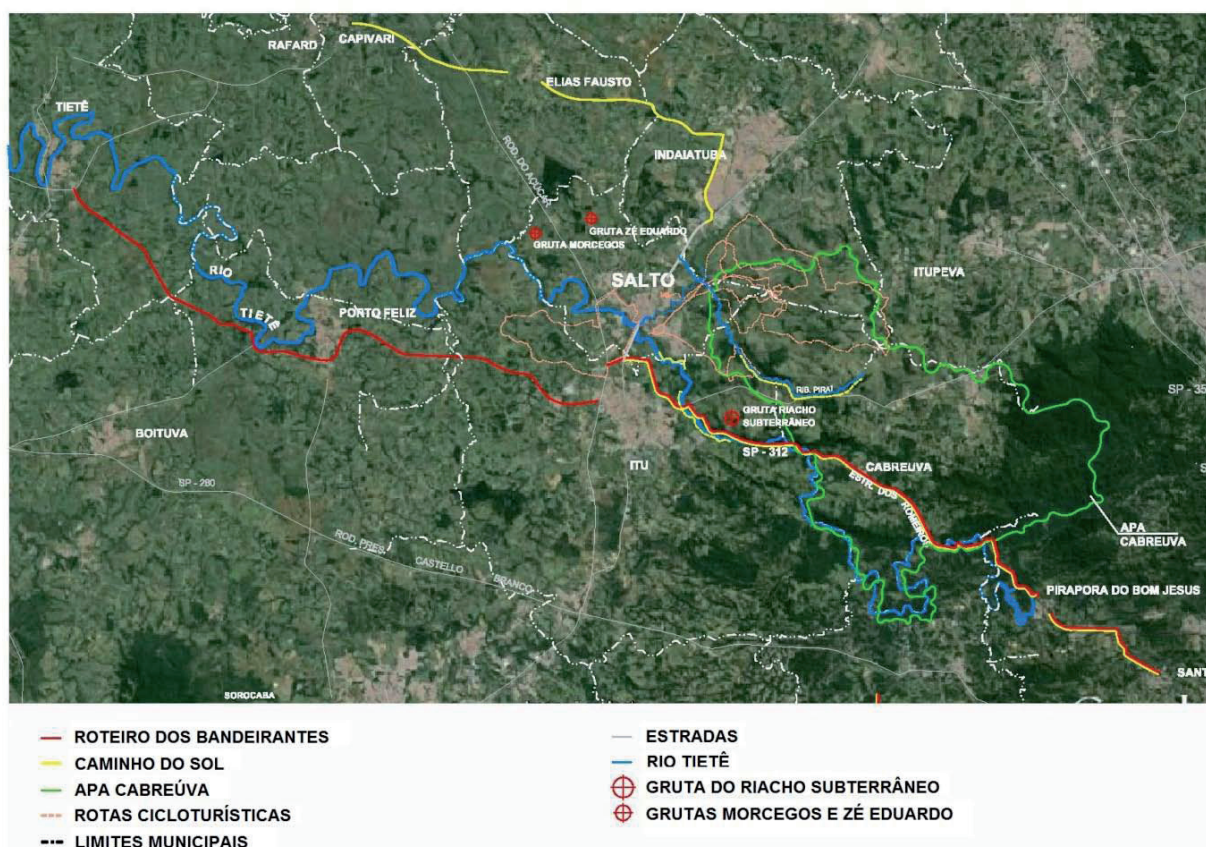 RAFARD
CAPIVARI
TIETÊ
ELIAS FAUSTO
ROD. DO AÇÚCAR
INDAIATUBA
GRUTA ZÉ EDUARDO
GRUTA MORCEGOS
RIO
TIETÊ
SALTO
ITUPEVA
PORTO FELIZ
RIB. PIRAÍ
SP - 35
GRUTA RIACHO
SUBTERRÂNEO
BOITUVA
ITU
SP - 312
CABREUVA
S
SP - 280
ESTR. DOS ROMEIROS
APA
CABREUVA
ROD. PRES.
CASTELLO
BRANCO
PIRAPORA DO BOM JESUS
SANT
SOROCABA
ROTEIRO DOS BANDEIRANTES
CAMINHO DO SOL
APA CABREÚVA
ROTAS CICLOTURÍSTICAS
LIMITES MUNICIPAIS
ESTRADAS
RIO TIETÊ
GRUTA DO RIACHO SUBTERRÂNEO
GRUTAS MORCEGOS E ZÉ EDUARDO